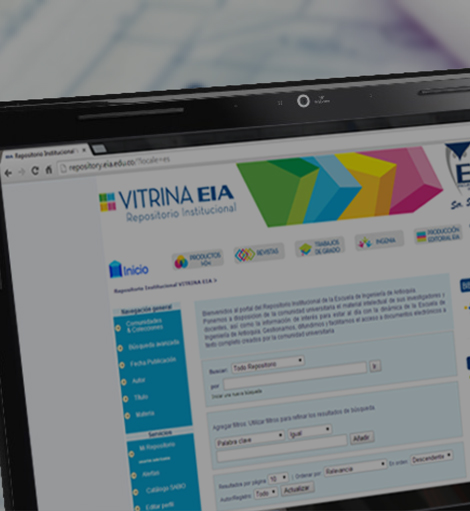 Repositorio Institucional
repository.eia.edu.co/?locale=es
VITRINA EIA
Repositorio Institucional
Inicio
PRODUCTOS
REVISTAS
TRABAJOS
DE GRADO
INGENIA
PRODUCCIÓN
EDITORIAL EIA
Repositorio Institucional VITRINA EIA >
Navegación general
Comunidades
& Colecciones
Búsqueda avanzada
Fecha Publicación
Autor
Título
Materia
Servicios
Mi Repositorio
Alertas
Catálogo SABIO
Editar perfil
Bienvenidos al portal del Repositorio Institucional de la Escuela de Ingeniería de Antioquia.
Ponemos a disposición de la comunidad universitaria el material intelectual de sus investigadores y
docentes, así como la información de interés para estar al día con la dinámica de la Escuela de
Ingeniería de Antioquia. Gestionamos, difundimos y facilitamos el acceso a documentos electrónicos a
texto completo creados por la comunidad universitaria
Buscar: Todo Repositorio
por
Ir
Iniciar una nueva búsqueda
Agregar filtros: Utilizar filtros para refinar los resultados de búsqueda.
Palabra clave Igual
Añadir
Resultados por página 10 | Ordenar por Relevancia En orden Descendente
Autor/Registro Todo Actualizar